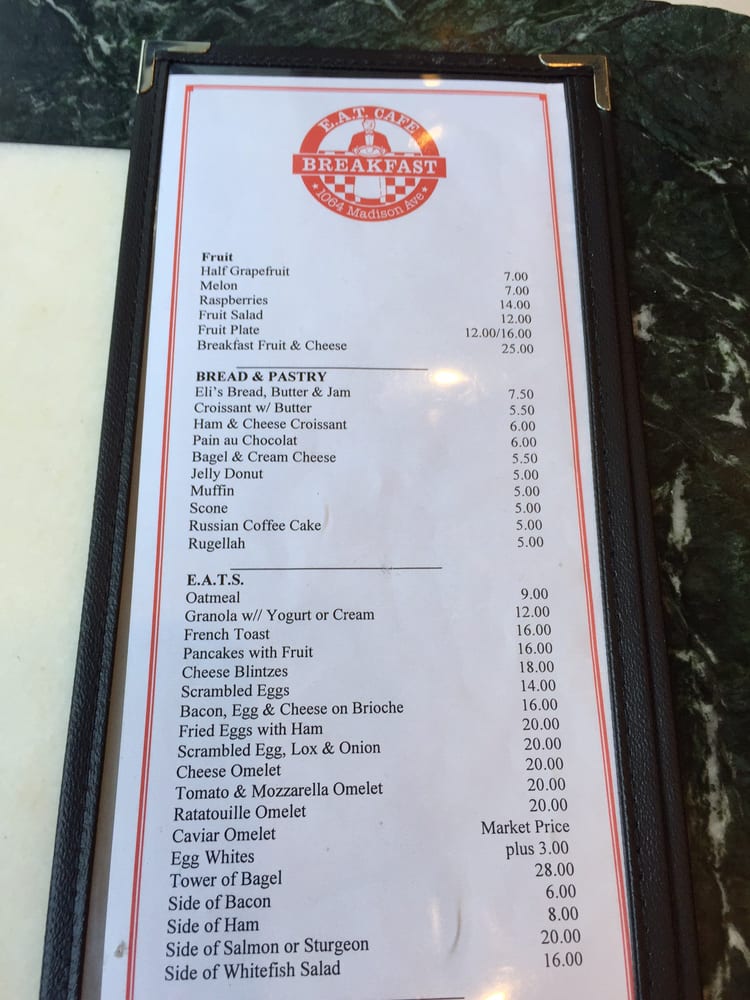 E.A.T. CAFE
BREAKFAST
1064 Madison Ave
Fruit
Half Grapefruit 7.00
Melon 7.00
Raspberries 14.00
Fruit Salad 12.00
Fruit Plate 12.00/16.00
Breakfast Fruit & Cheese 25.00
BREAD & PASTRY
Eli's Bread, Butter & Jam 7.50
Croissant w/ Butter 5.50
Ham & Cheese Croissant 6.00
Pain au Chocolat 6.00
Bagel & Cream Cheese 5.50
Jelly Donut 5.00
Muffin 5.00
Scone 5.00
Russian Coffee Cake 5.00
Rugellah 5.00
E.A.T.S.
Oatmeal 9.00
Granola w// Yogurt or Cream 12.00
French Toast 16.00
Pancakes with Fruit 16.00
Cheese Blintzes 18.00
Scrambled Eggs 14.00
Bacon, Egg & Cheese on Brioche 16.00
Fried Eggs with Ham 20.00
Scrambled Egg, Lox & Onion 20.00
Cheese Omelet 20.00
Tomato & Mozzarella Omelet 20.00
Ratatouille Omelet 20.00
Caviar Omelet Market Price
Egg Whites plus 3.00
Tower of Bagel 28.00
Side of Bacon 6.00
Side of Ham 8.00
Side of Salmon or Sturgeon 20.00
Side of Whitefish Salad 16.00